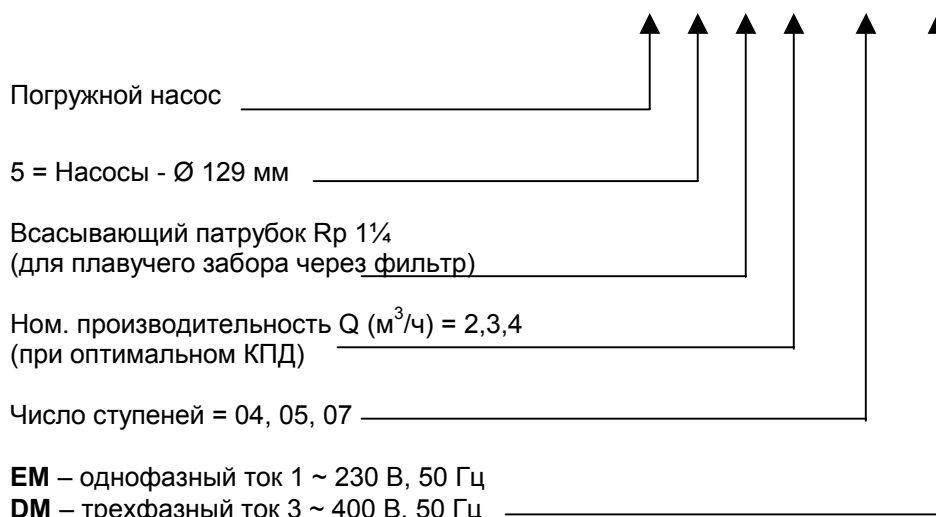 Погружной насос
5 = Насосы - Ø 129 мм
Всасывающий патрубок Rp 1¼
(для плавучего забора через фильтр)
Ном. производительность Q (м³/ч) = 2,3,4
(при оптимальном КПД)
Число ступеней = 04, 05, 07
EM – однофазный ток 1 ~ 230 В, 50 Гц
DM – трехфазный ток 3 ~ 400 В, 50 Гц